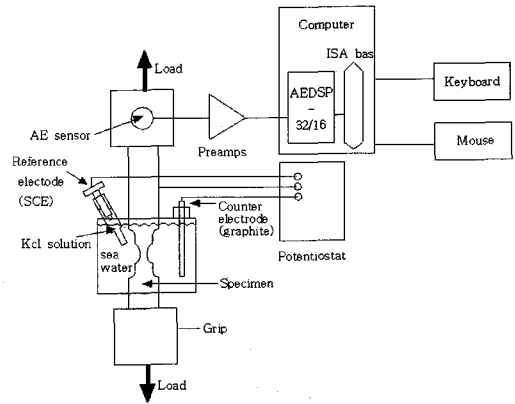 Computer
ISA bas
Load
AEDSP
-
32/16
Keyboard
Mouse
AE sensor
Preamps
Reference
electode
(SCE)
Counter
electrode
(graphite)
Kcl solution
sea
water
Potentiostat
Specimen
Grip
Load